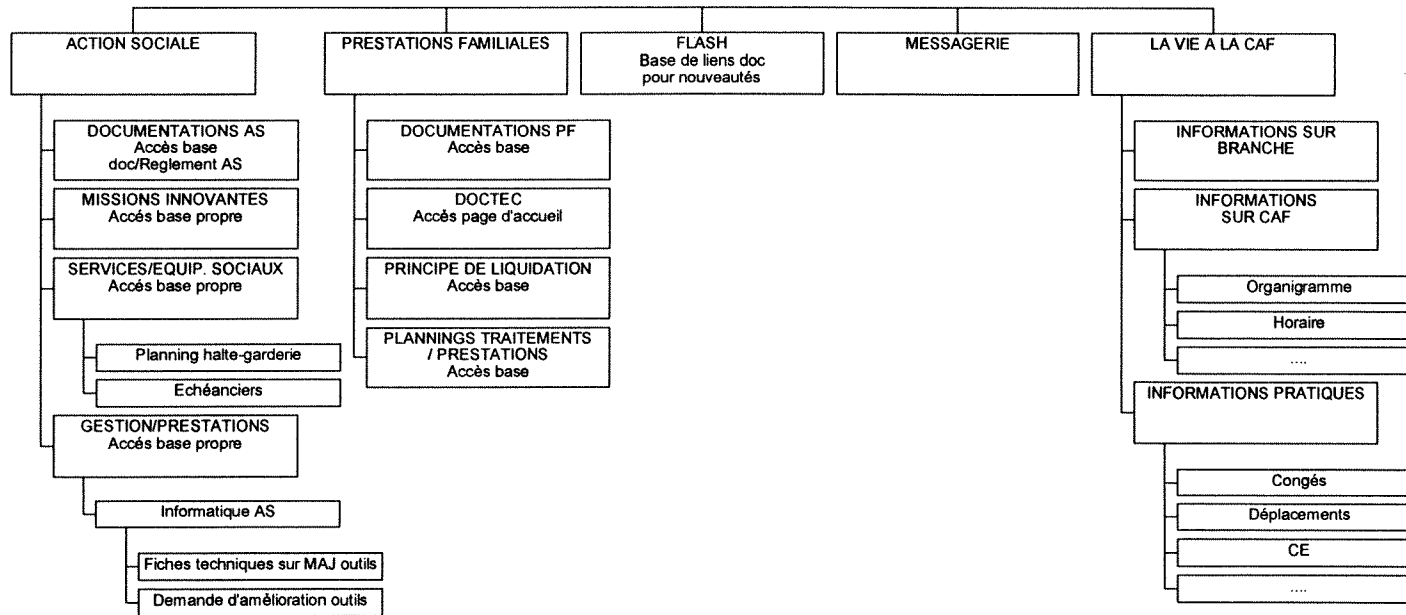 ACTION SOCIALE
PRESTATIONS FAMILIALES
FLASH
Base de liens doc
pour nouveautés
MESSAGERIE
LA VIE A LA CAF
DOCUMENTATIONS AS
Accès base
doc/Reglement AS
MISSIONS INNOVANTES
Accés base propre
SERVICES/EQUIP. SOCIAUX
Accés base propre
Planning halte-garderie
Echéanciers
GESTION/PRESTATIONS
Accés base propre
Informatique AS
Fiches techniques sur MAJ outils
Demande d'amélioration outils
DOCUMENTATIONS PF
Accès base
DOCTEC
Accès page d'accueil
PRINCIPE DE LIQUIDATION
Accès base
PLANNINGS TRAITEMENTS
/ PRESTATIONS
Accès base
INFORMATIONS SUR
BRANCHE
INFORMATIONS
SUR CAF
Organigramme
Horaire
....
INFORMATIONS PRATIQUES
Congés
Déplacements
CE
....